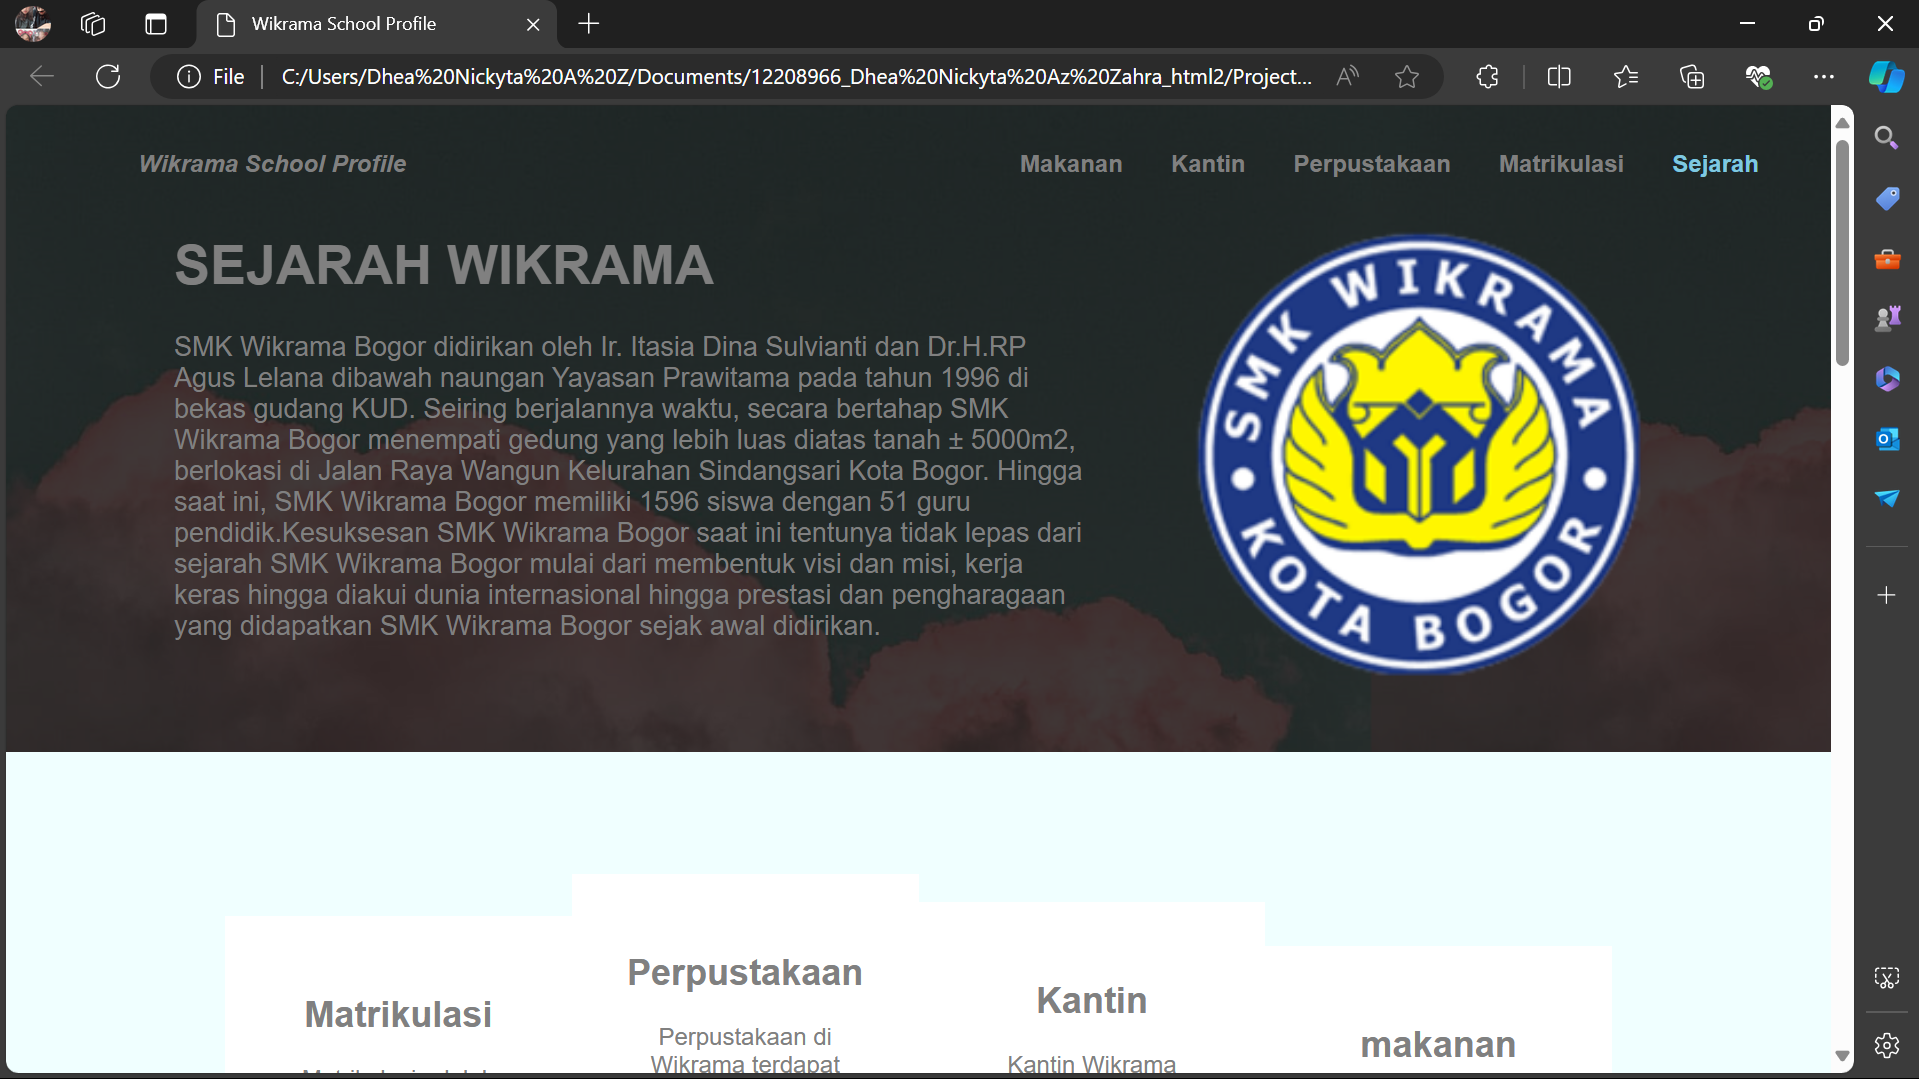 Wikrama School Profile
File
C:/Users/Dhea%20Nickyta%20A%20Z/Documents/12208966_Dhea%20Nickyta%20Az%20Zahra_html2/Project...
Wikrama School Profile
Makanan
Kantin
Perpustakaan
Matrikulasi
Sejarah
SEJARAH WIKRAMA
SMK Wikrama Bogor didirikan oleh Ir. Itasia Dina Sulvianti dan Dr.H.RP
Agus Lelana dibawah naungan Yayasan Prawitama pada tahun 1996 di
bekas gudang KUD. Seiring berjalannya waktu, secara bertahap SMK
Wikrama Bogor menempati gedung yang lebih luas diatas tanah ± 5000m2,
berlokasi di Jalan Raya Wangun Kelurahan Sindangsari Kota Bogor. Hingga
saat ini, SMK Wikrama Bogor memiliki 1596 siswa dengan 51 guru
pendidik.Kesuksesan SMK Wikrama Bogor saat ini tentunya tidak lepas dari
sejarah SMK Wikrama Bogor mulai dari membentuk visi dan misi, kerja
keras hingga diakui dunia internasional hingga prestasi dan pengharagaan
yang didapatkan SMK Wikrama Bogor sejak awal didirikan.
SMK WIKRAMA
KOTA BOGOR
Matrikulasi
Perpustakaan
Perpustakaan di
Wikrama terdapat
Kantin
Kantin Wikrama
makanan